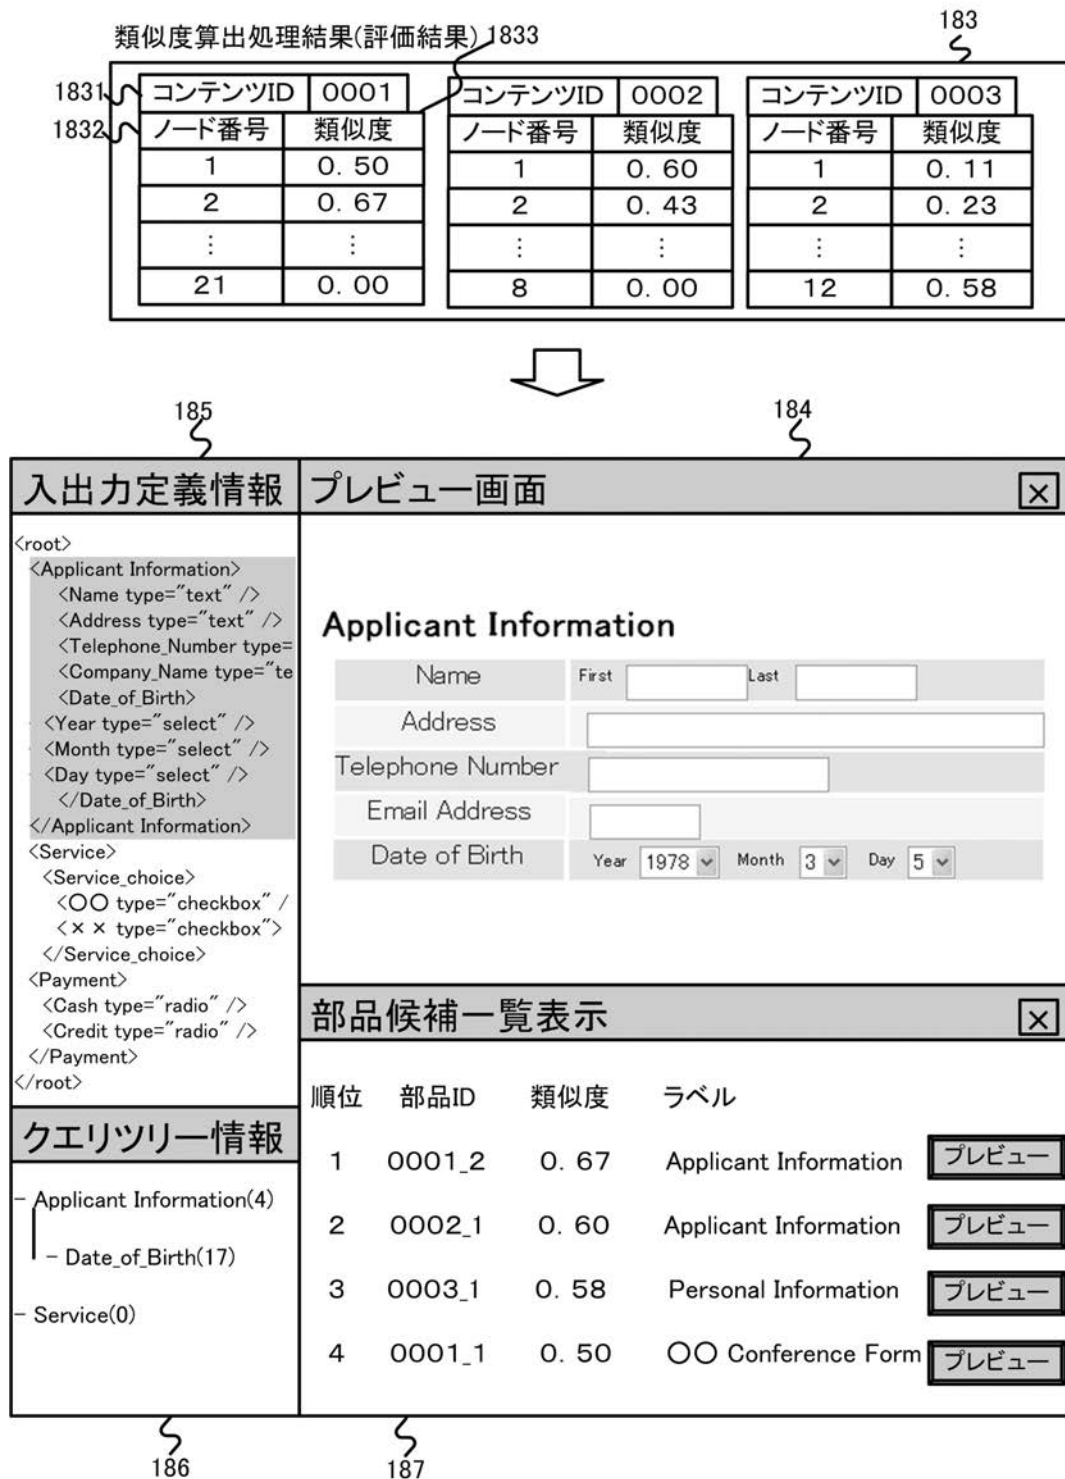 183
類似度算出処理結果(評価結果) 1833
1831 コンテンツID 0001 コンテンツID 0002 コンテンツID 0003
1832 ノード番号 類似度 ノード番号 類似度 ノード番号 類似度
1 0.50 1 0.60 1 0.11
2 0.67 2 0.43 2 0.23
⋮ ⋮ ⋮ ⋮ ⋮ ⋮
21 0.00 8 0.00 12 0.58
185 184
入出力定義情報
<root>
<Applicant Information>
<Name type="text" />
<Address type="text" />
<Telephone_Number type=
<Company_Name type="te
<Date_of_Birth>
<Year type="select" />
<Month type="select" />
<Day type="select" />
</Date_of_Birth>
</Applicant Information>
<Service>
<Service_choice>
<〇〇 type="checkbox" /
<×× type="checkbox">
</Service_choice>
<Payment>
<Cash type="radio" />
<Credit type="radio" />
</Payment>
</root>
プレビュー画面 ×
Applicant Information
Name First Last
Address
Telephone Number
Email Address
Date of Birth Year 1978 Month 3 Day 5
クエリツリー情報
- Applicant Information(4)
- Date_of_Birth(17)
- Service(0)
部品候補一覧表示 ×
順位 部品ID 類似度 ラベル
1 0001_2 0.67 Applicant Information プレビュー
2 0002_1 0.60 Applicant Information プレビュー
3 0003_1 0.58 Personal Information プレビュー
4 0001_1 0.50 〇〇 Conference Form プレビュー
186 187